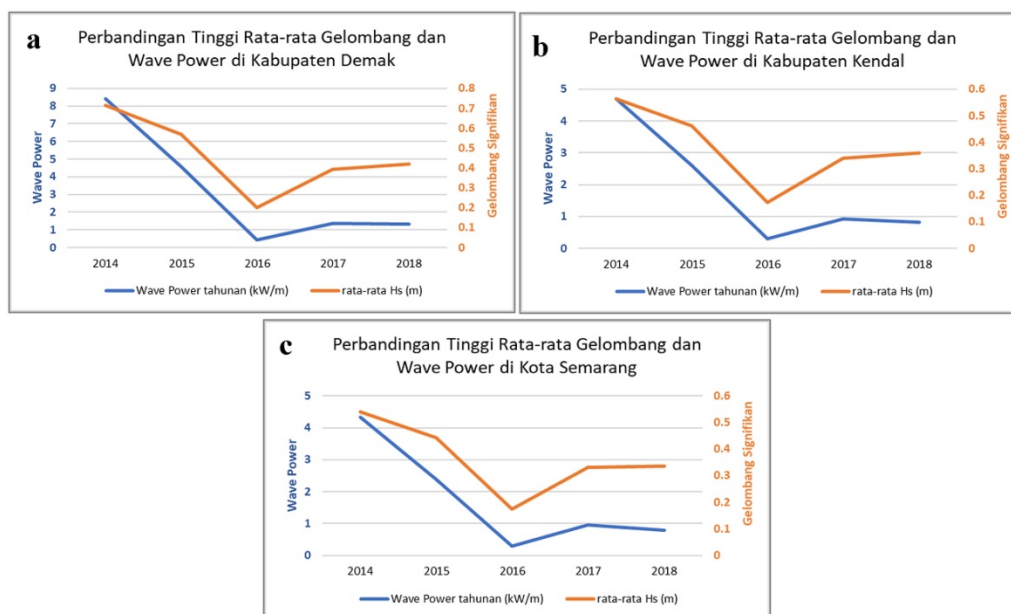 a
Perbandingan Tinggi Rata-rata Gelombang dan
Wave Power di Kabupaten Demak
Wave Power
9
8
7
6
5
4
3
2
1
0
0.8
0.7
0.6
0.5
0.4
0.3
0.2
0.1
0
Gelombang Signifikan
2014 2015 2016 2017 2018
Wave Power tahunan (kW/m) rata-rata Hs (m)
b
Perbandingan Tinggi Rata-rata Gelombang dan
Wave Power di Kabupaten Kendal
Wave Power
5
4
3
2
1
0
0.6
0.5
0.4
0.3
0.2
0.1
0
Gelombang Signifikan
2014 2015 2016 2017 2018
Wave Power tahunan (kW/m) rata-rata Hs (m)
c
Perbandingan Tinggi Rata-rata Gelombang dan
Wave Power di Kota Semarang
Wave Power
5
4
3
2
1
0
0.6
0.5
0.4
0.3
0.2
0.1
0
Gelombang Signifikan
2014 2015 2016 2017 2018
Wave Power tahunan (kW/m) rata-rata Hs (m)